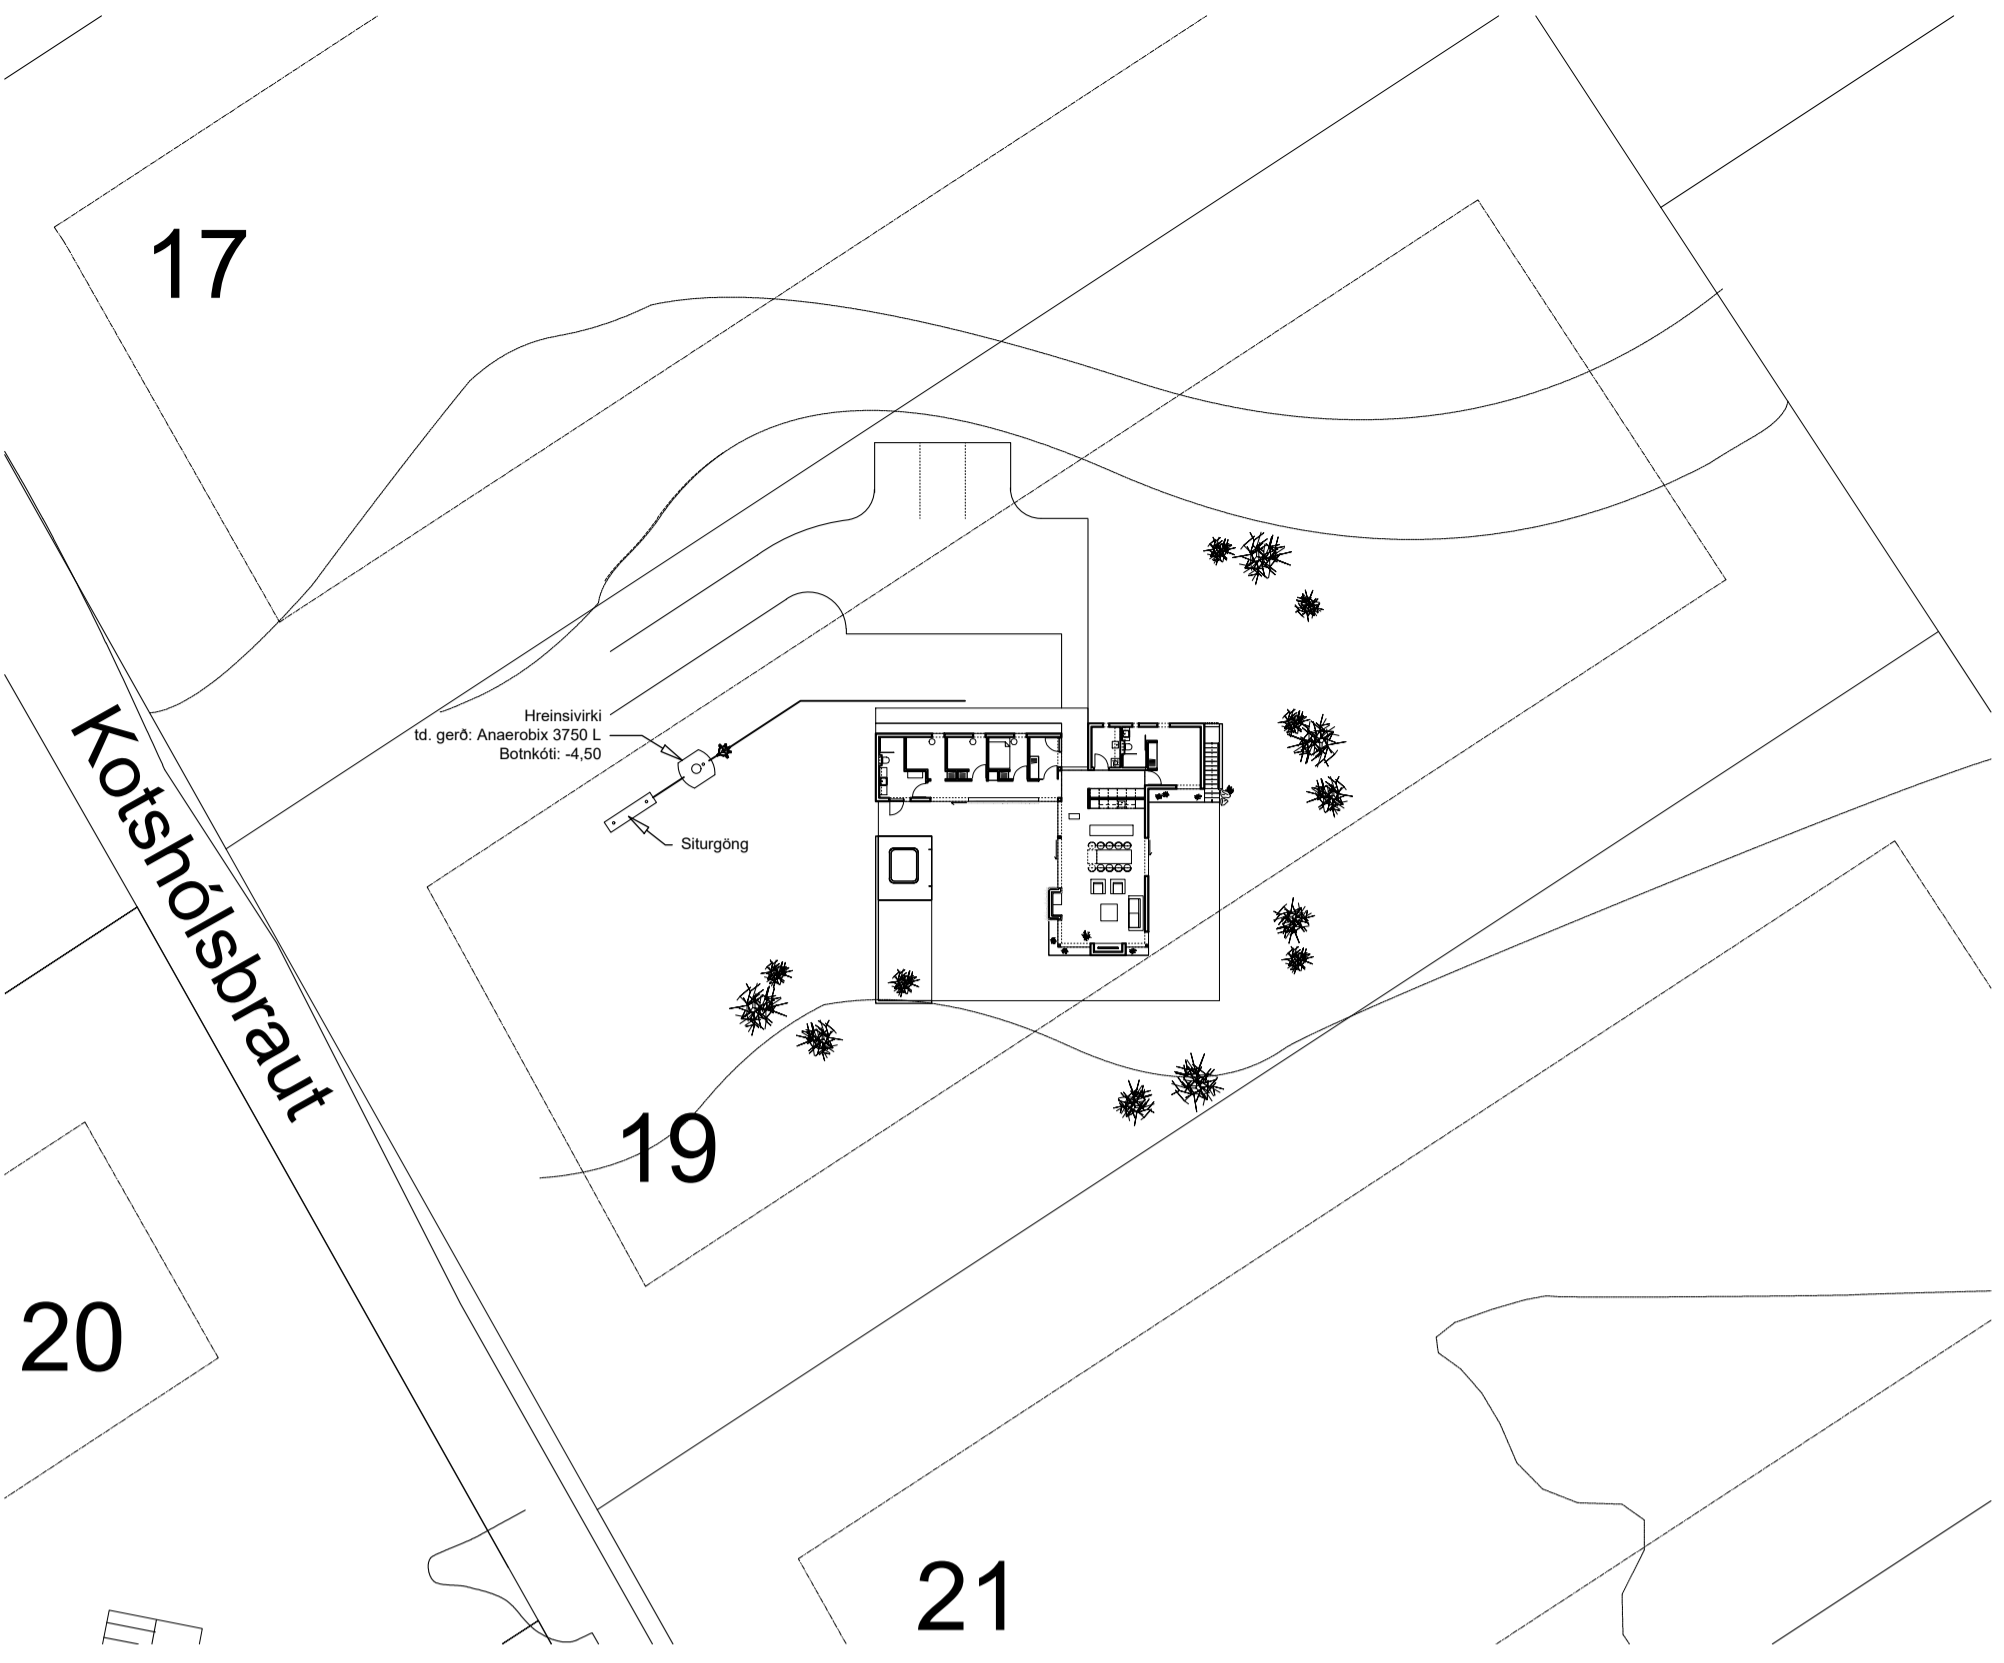 17
Hreinsivirki
td. gerð: Anaerobix 3750 L
Botnkóti: -4,50
Siturgöng
Kotshólsbraut
19
20
21